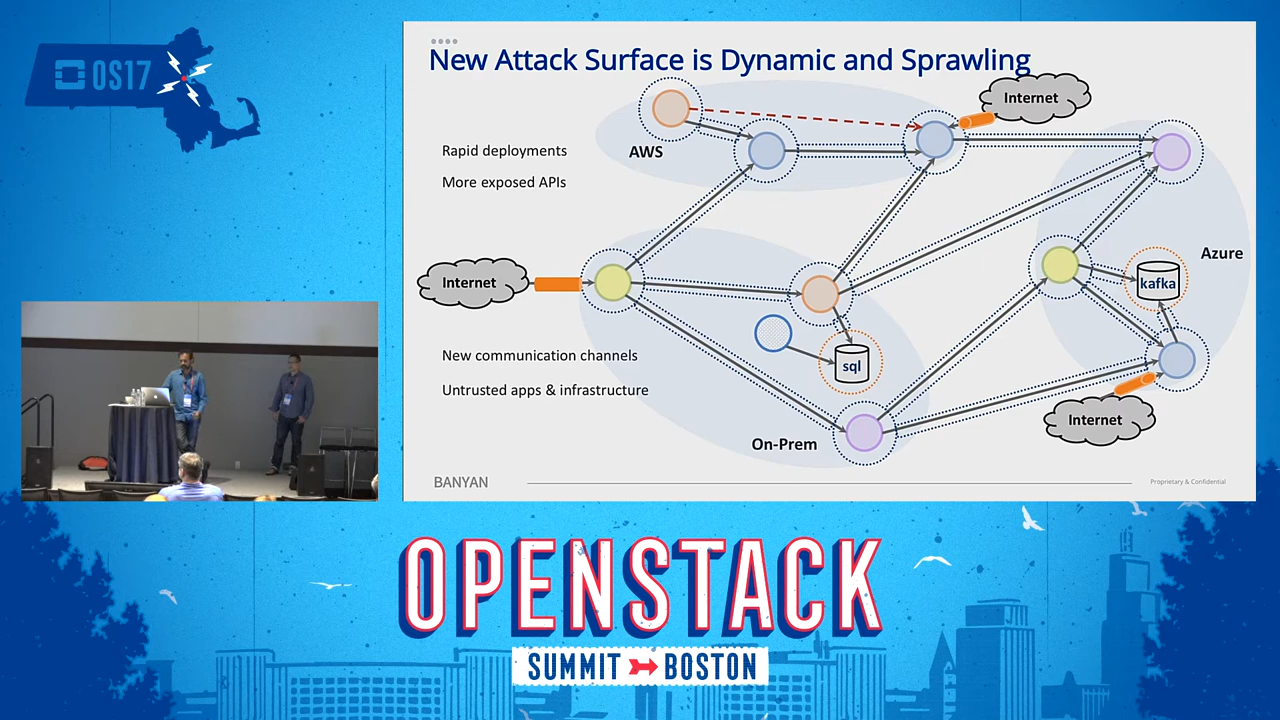 OS17
New Attack Surface is Dynamic and Sprawling
Internet
AWS
Rapid deployments
More exposed APIs
Azure
Internet
kafka
New communication channels
sql
Untrusted apps & infrastructure
Internet
On-Prem
BANYAN
Proprietary & Confidential
OPENSTACK
SUMMIT BOSTON